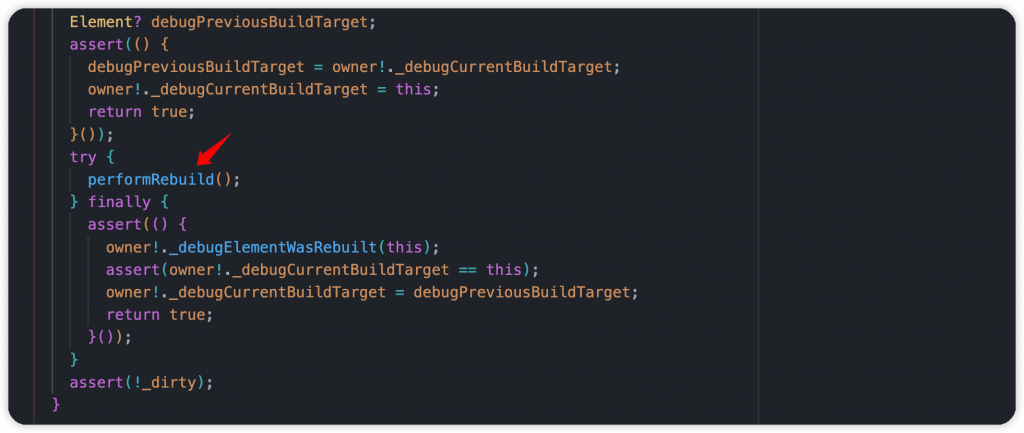 Element? debugPreviousBuildTarget;
assert(() {
debugPreviousBuildTarget = owner!._debugCurrentBuildTarget;
owner!._debugCurrentBuildTarget = this;
return true;
}());
try {
performRebuild();
} finally {
assert(() {
owner!._debugElementWasRebuilt(this);
assert(owner!._debugCurrentBuildTarget == this);
owner!._debugCurrentBuildTarget = debugPreviousBuildTarget;
return true;
}());
}
assert(!_dirty);
}